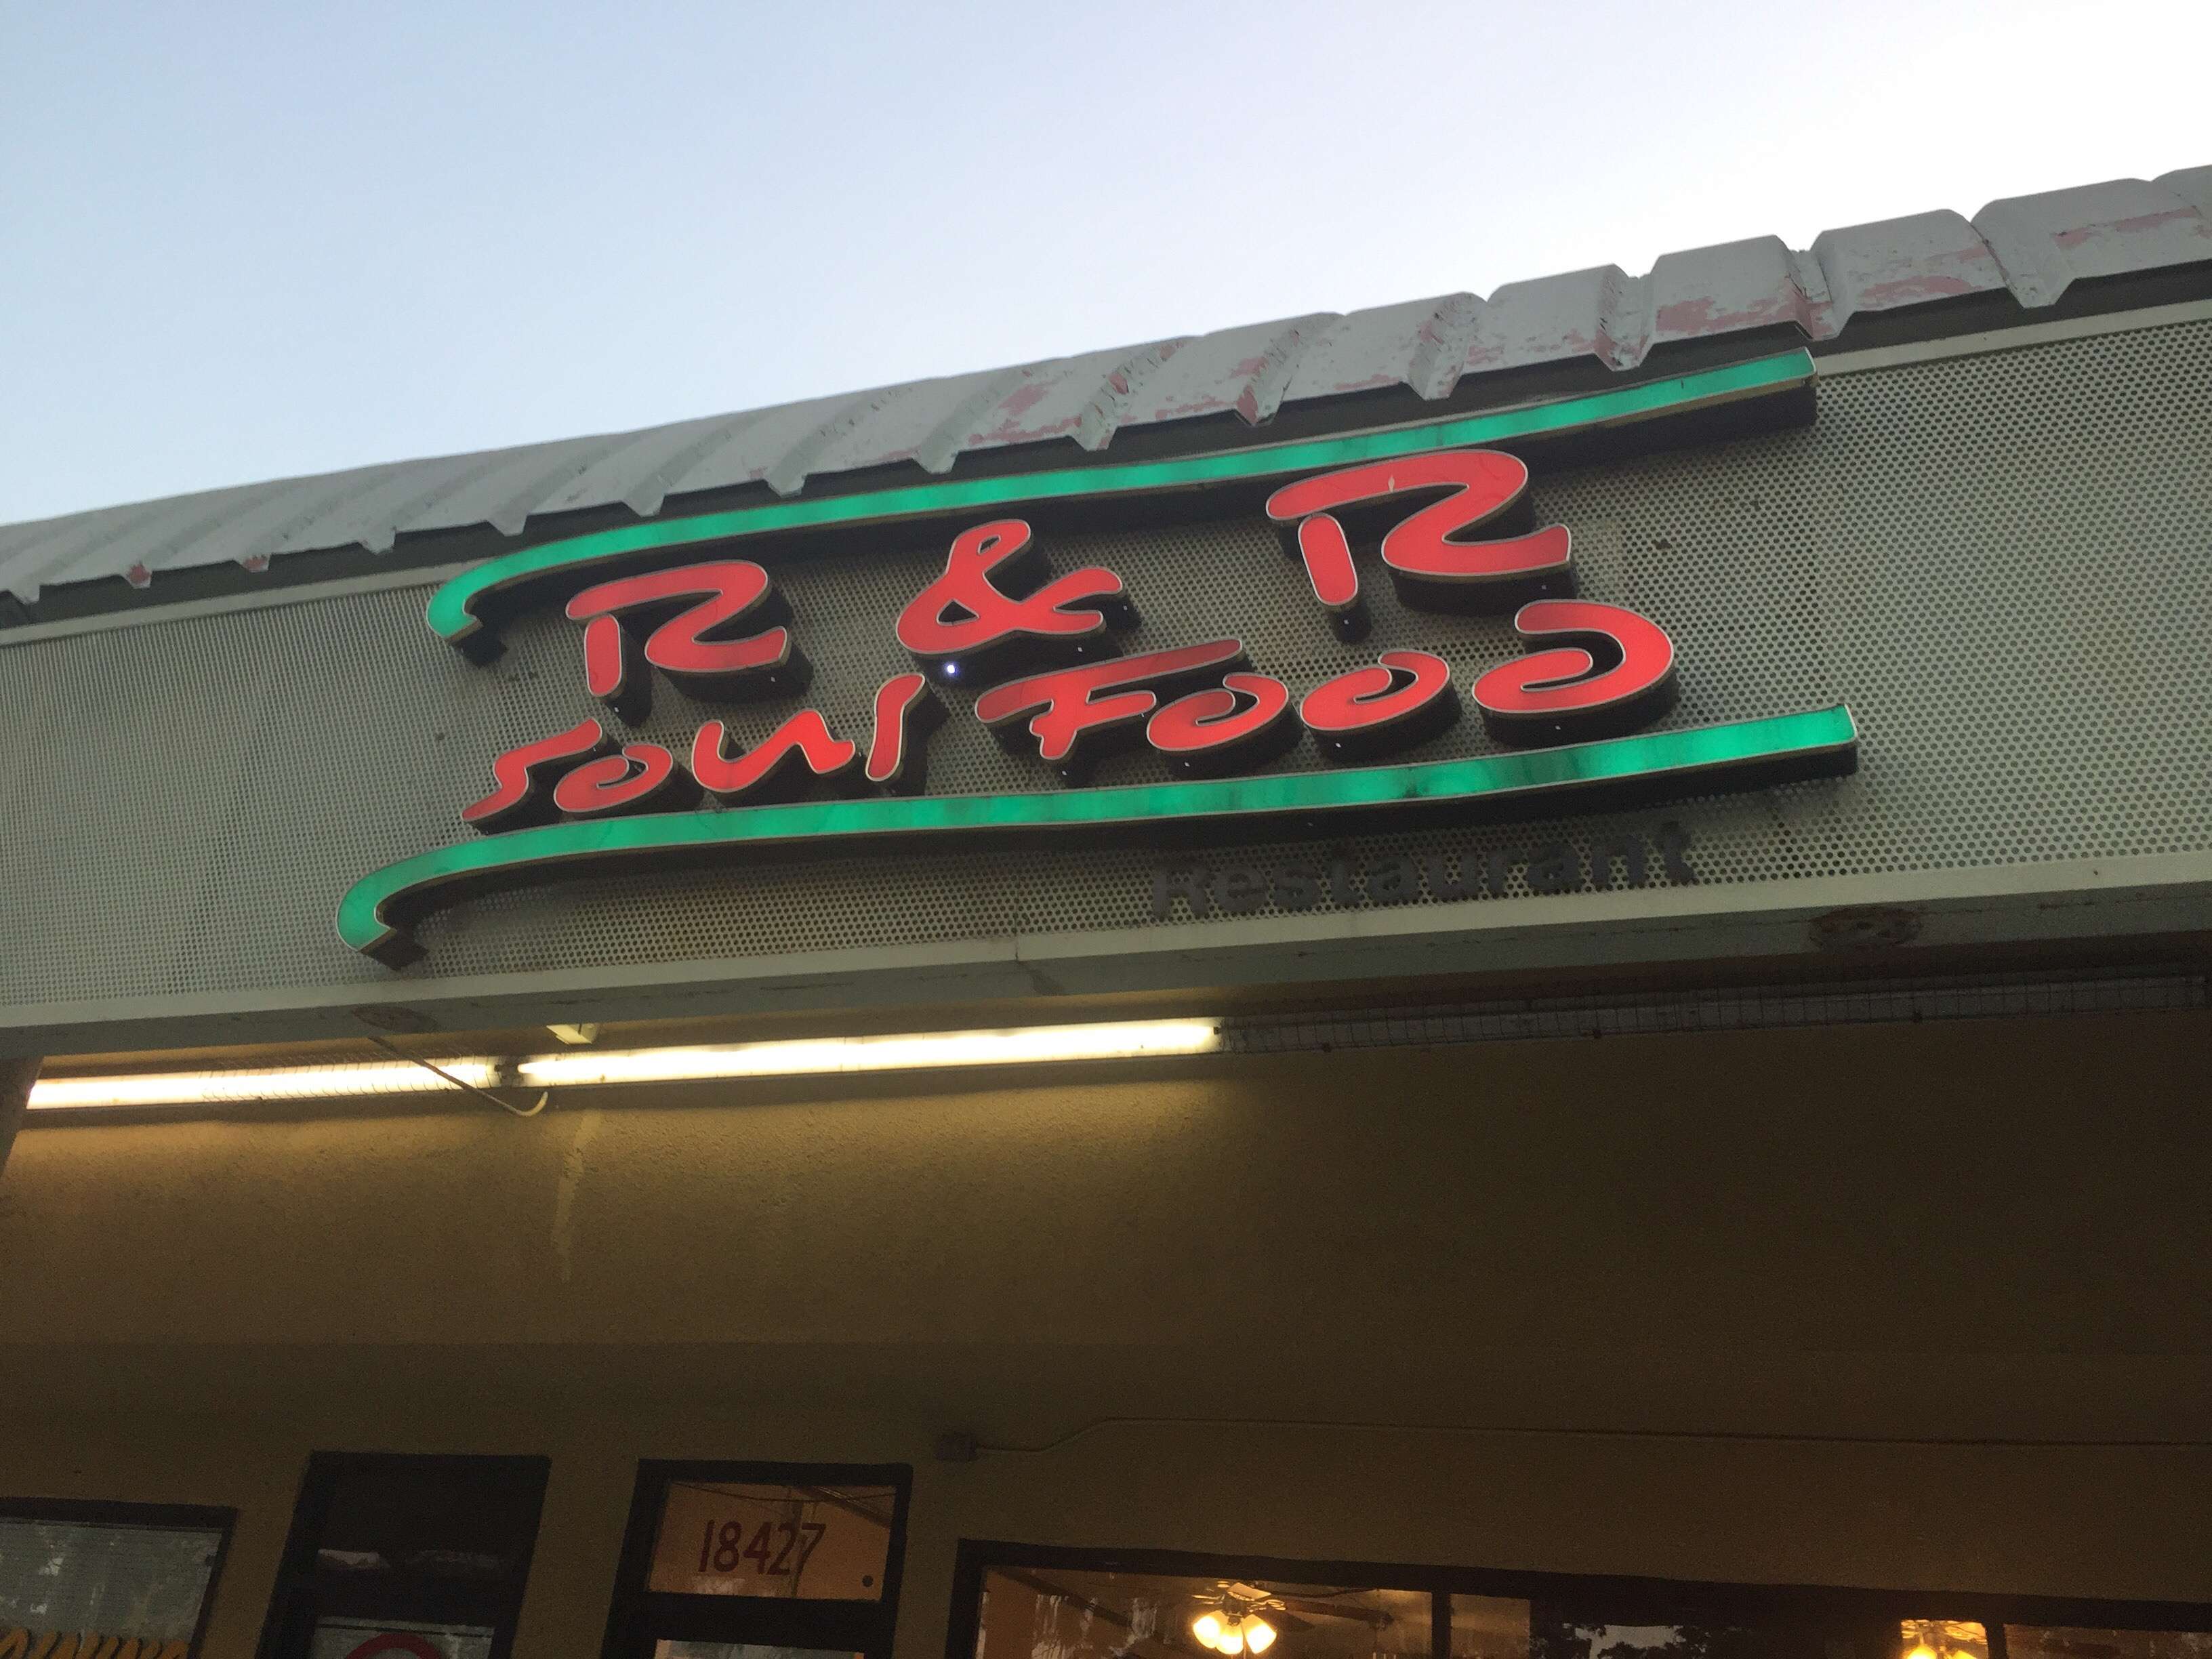 R & R
Soul Food
Restaurant
18427